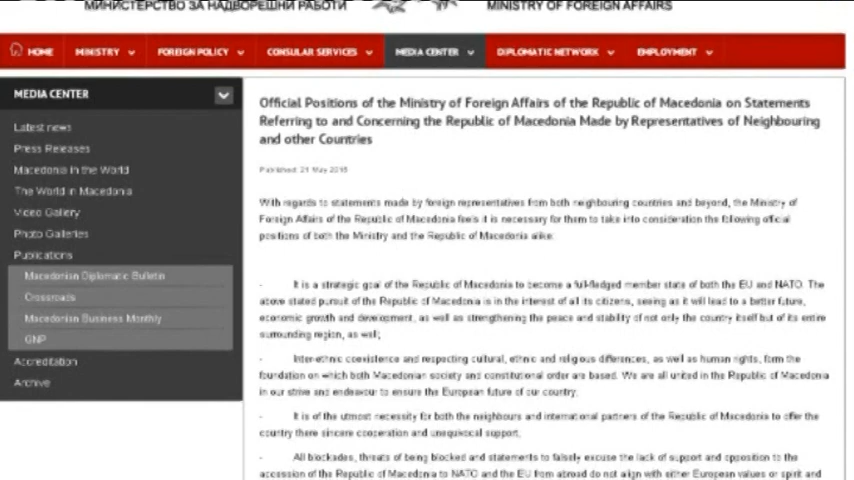 МИНИСТЕРСТВО ЗА НАДВОРЕШНИ РАБОТИ
MINISTRY OF FOREIGN AFFAIRS
HOME MINISTRY FOREIGN POLICY CONSULAR SERVICES MEDIA CENTER DIPLOMATIC NETWORK EMPLOYMENT
MEDIA CENTER
Latest news
Press Releases
Macedonia in the World
The World in Macedonia
Video Gallery
Photo Galleries
Publications
Macedonian Diplomatic Bulletin
Crossroads
Macedonian Business Monthly
GNP
Accreditation
Archive
Official Positions of the Ministry of Foreign Affairs of the Republic of Macedonia on Statements
Referring to and Concerning the Republic of Macedonia Made by Representatives of Neighbouring
and other Countries
Published: 21 May
With regards to statements made by foreign representatives from both neighbouring countries and beyond, the Ministry of
Foreign Affairs of the Republic of Macedonia feels it is necessary for them to take into consideration the following official
positions of both the Ministry and the Republic of Macedonia alike:
- It is a strategic goal of the Republic of Macedonia to become a full-fledged member state of both the EU and NATO. The
above stated pursuit of the Republic of Macedonia is in the interest of all its citizens, seeing as it will lead to a better future,
economic growth and development, as well as strengthening the peace and stability of not only the country itself but of its entire
surrounding region, as well;
- Inter-ethnic coexistence and respecting cultural, ethnic and religious differences, as well as human rights, form the
foundation on which both Macedonian society and constitutional order are based. We are all united in the Republic of Macedonia
in our strive and endeavour to ensure the European future of our country;
- It is of the utmost necessity for both the neighbours and international partners of the Republic of Macedonia to offer the
country there sincere cooperation and unequivocal support;
- All blockades, threats of being blocked and statements to falsely excuse the lack of support and opposition to the
accession of the Republic of Macedonia to NATO and the EU from abroad do not align with either European values or spirit and